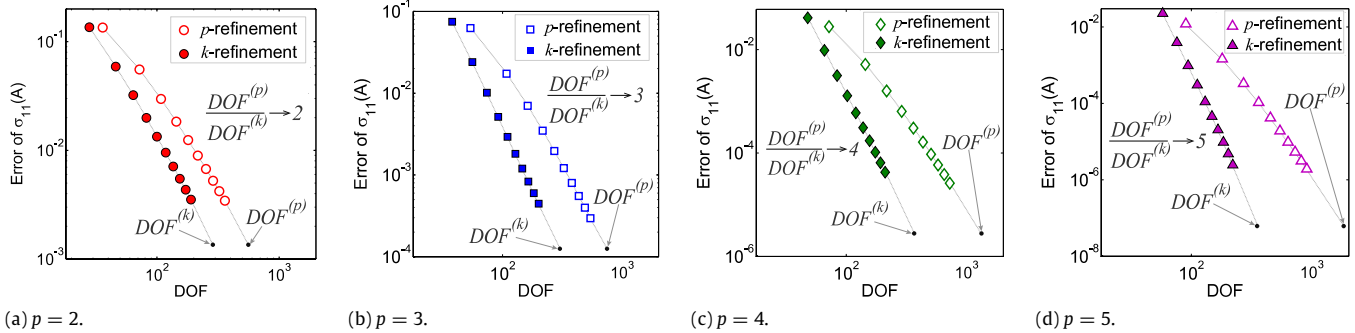 10^-1
10^-2
10^-3
Error of σ11(A)
p-refinement
k-refinement
DOF^(p)
DOF^(k)
→2
DOF^(k)
DOF^(p)
10^2
10^3
DOF
(a) p = 2.
10^-1
10^-2
10^-3
10^-4
Error of σ11(A)
p-refinement
k-refinement
DOF^(p)
DOF^(k)
→3
DOF^(k)
DOF^(p)
10^2
10^3
DOF
(b) p = 3.
10^-2
10^-4
10^-6
Error of σ11(A)
p-refinement
k-refinement
DOF^(p)
DOF^(k)
→4
DOF^(p)
DOF^(k)
10^2
10^3
DOF
(c) p = 4.
10^-2
10^-4
10^-6
10^-8
Error of σ11(A)
p-refinement
k-refinement
DOF^(p)
DOF^(p)
DOF^(k)
→5
DOF^(k)
10^2
10^3
DOF
(d) p = 5.